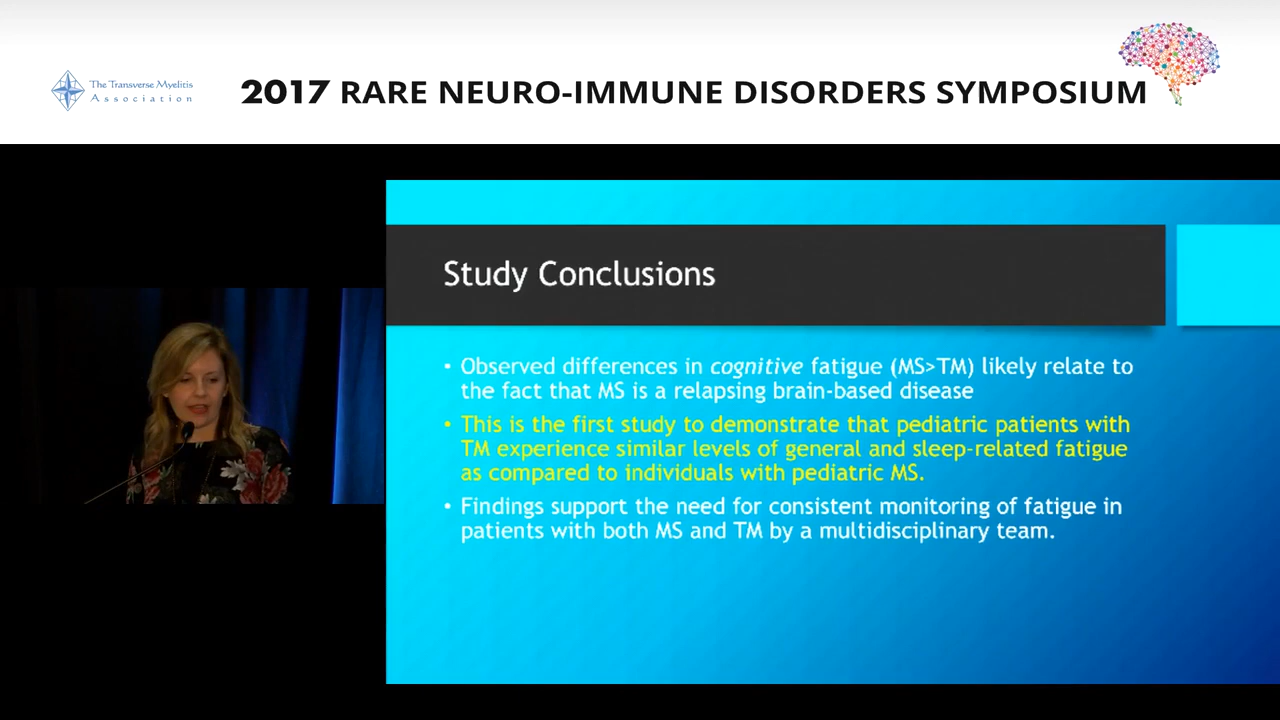 The Transverse Myelitis
Association
2017 RARE NEURO-IMMUNE DISORDERS SYMPOSIUM
Study Conclusions
• Observed differences in cognitive fatigue (MS>TM) likely relate to
the fact that MS is a relapsing brain-based disease
• This is the first study to demonstrate that pediatric patients with
TM experience similar levels of general and sleep-related fatigue
as compared to individuals with pediatric MS.
• Findings support the need for consistent monitoring of fatigue in
patients with both MS and TM by a multidisciplinary team.